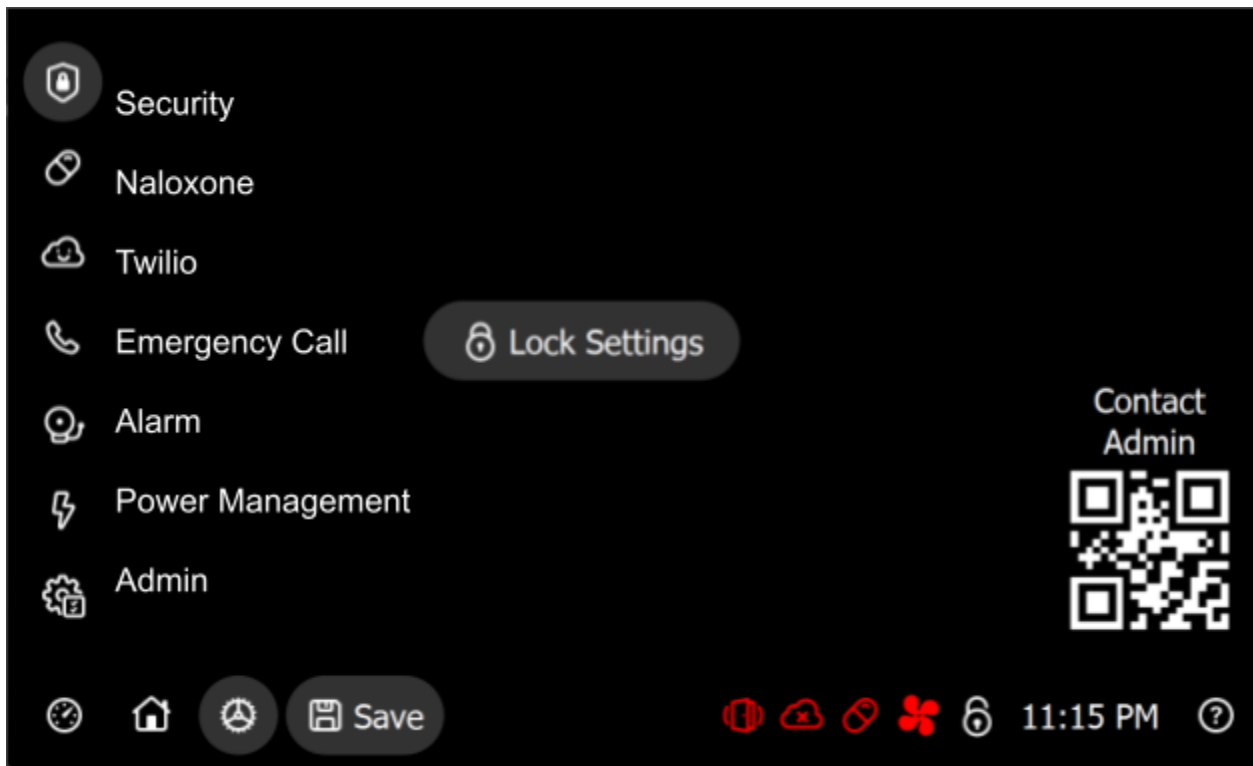 Security
Naloxone
Twilio
Emergency Call
Lock Settings
Alarm
Power Management
Admin
Contact
Admin
Save
11:15 PM